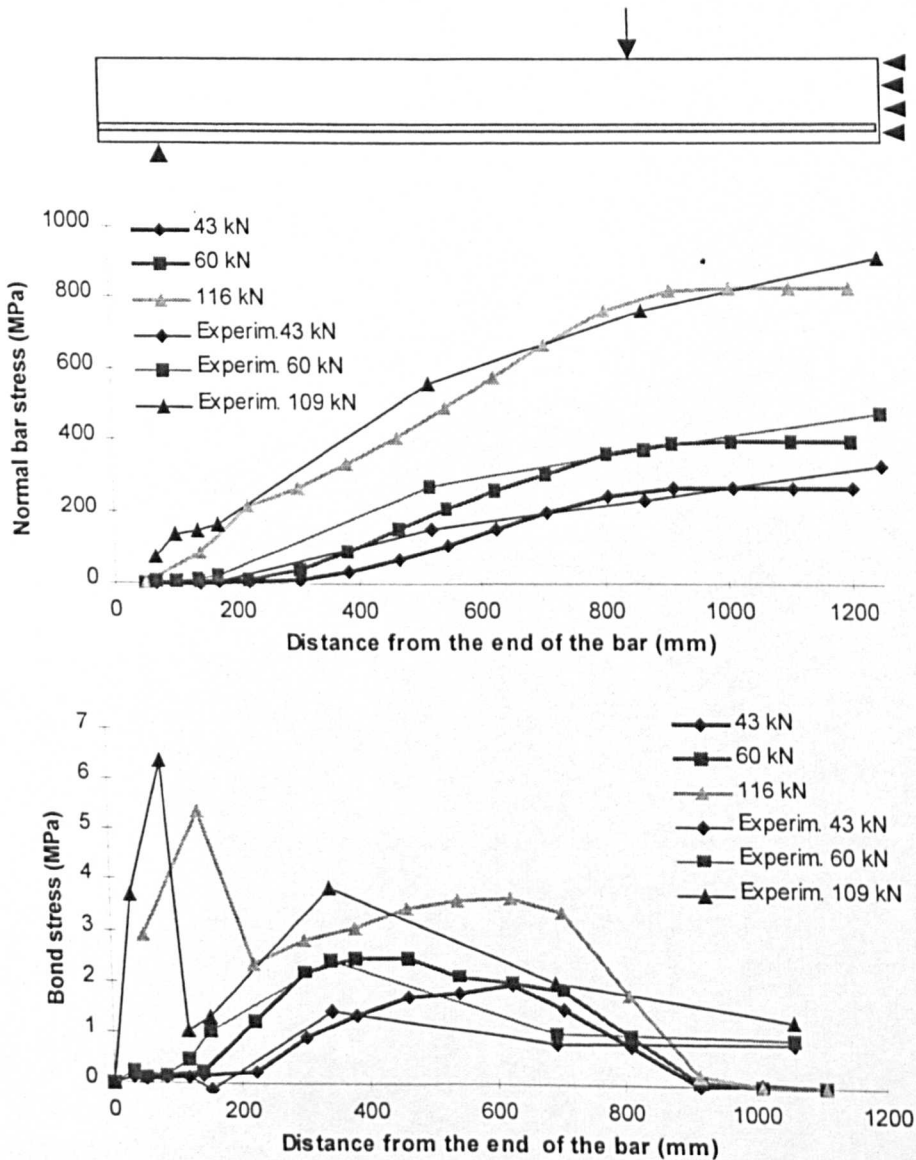 1000
800
600
400
200
0
Normal bar stress (MPa)
43 kN
60 kN
116 kN
Experim.43 kN
Experim. 60 kN
Experim. 109 kN
0 200 400 600 800 1000 1200
Distance from the end of the bar (mm)
7
6
5
4
3
2
1
0
Bond stress (MPa)
43 kN
60 kN
116 kN
Experim. 43 kN
Experim. 60 kN
Experim. 109 kN
0 200 400 600 800 1000 1200
Distance from the end of the bar (mm)